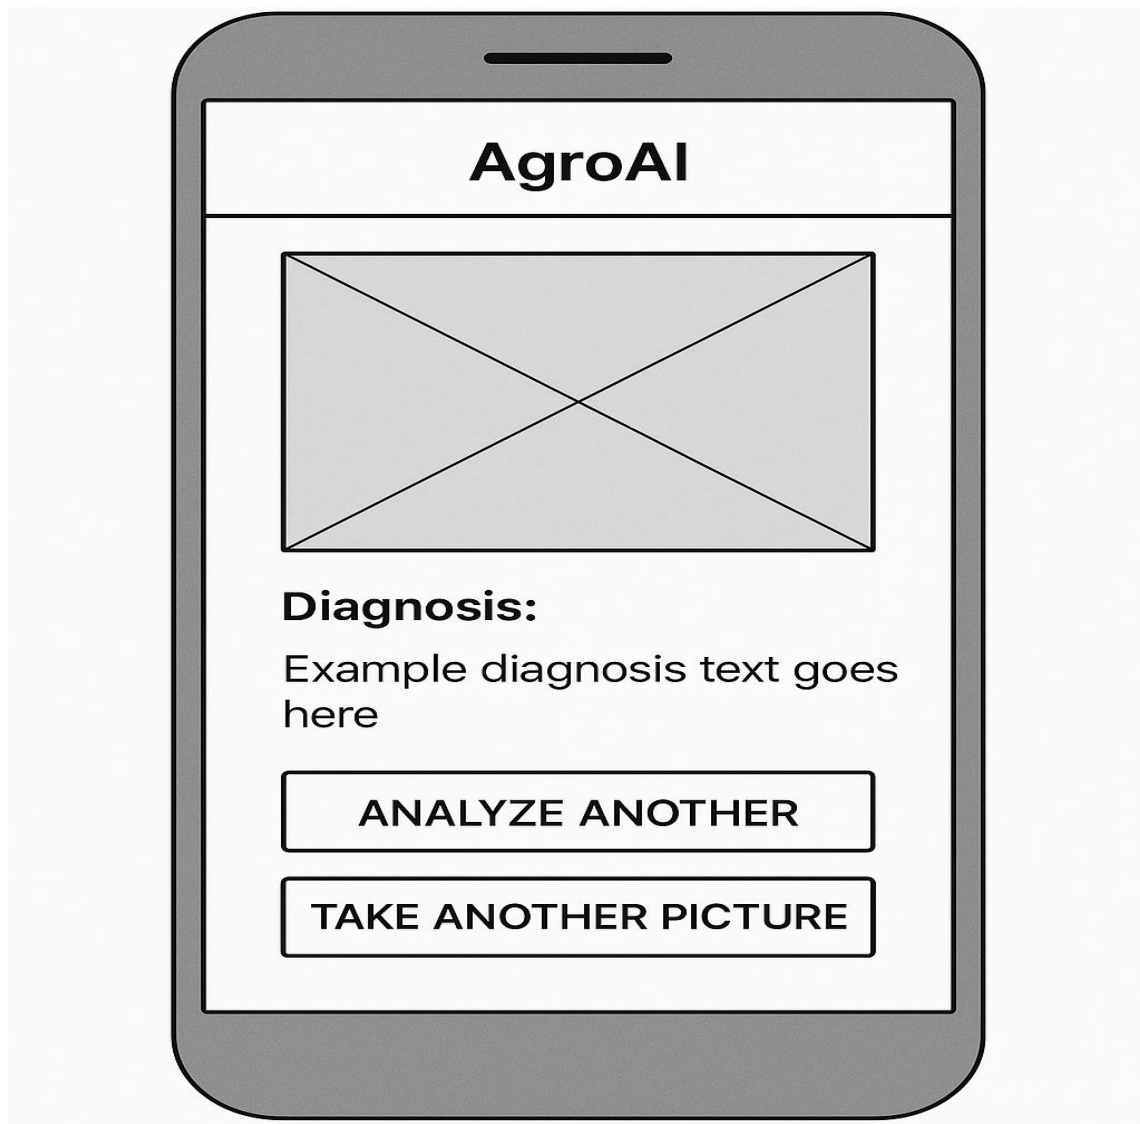 AgroAI
Diagnosis:
Example diagnosis text goes
here
ANALYZE ANOTHER
TAKE ANOTHER PICTURE